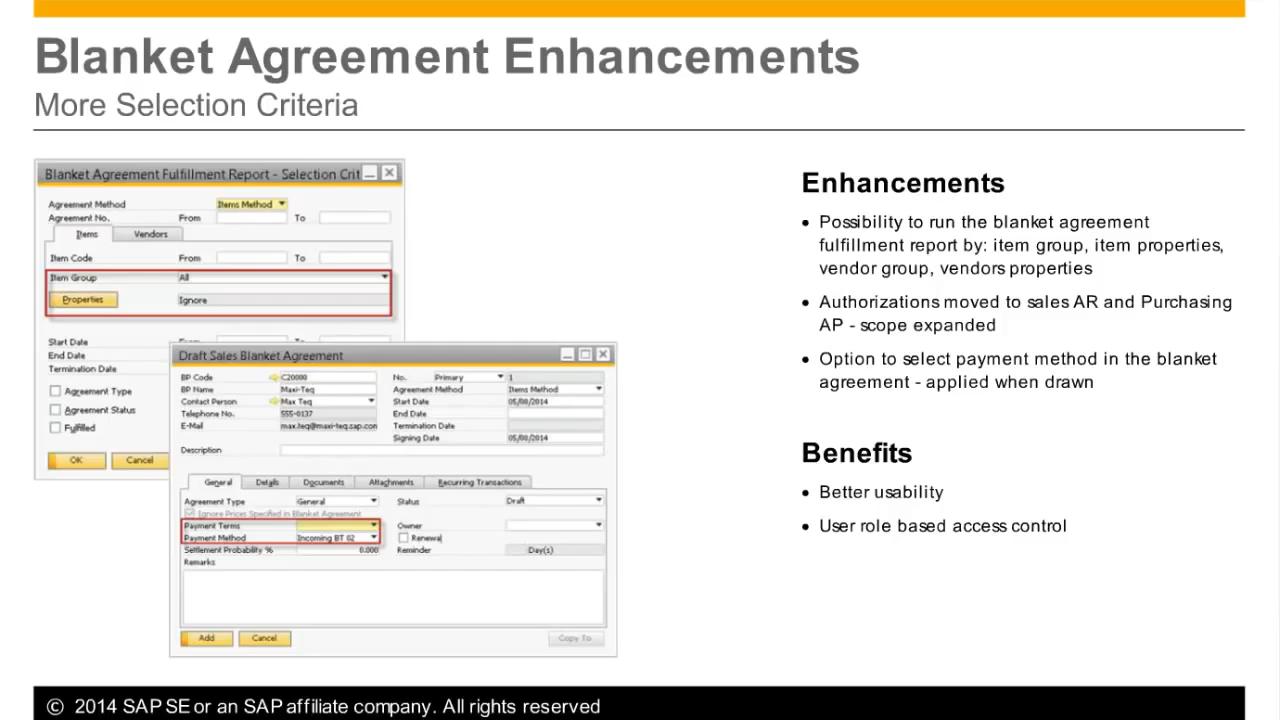 Blanket Agreement Enhancements
More Selection Criteria
Blanket Agreement Fulfillment Report - Selection Crit
Agreement Method Items Method
Agreement No. From To
Items Vendors
Item Code From To
Item Group All
Properties Ignore
Start Date
End Date
Termination Date
Agreement Type
Agreement Status
Fulfilled
OK Cancel
Draft Sales Blanket Agreement
BP Code C20000 No. Primary 1
BP Name Maxi-Teq Agreement Method Items Method
Contact Person Max Teq Start Date 05/08/2014
Telephone No. 555-0137 End Date
E-Mail max.teq@maxi-teq.sap.con Termination Date
Signing Date 05/08/2014
Description
General Details Documents Attachments Recurring Transactions
Agreement Type General Status Draft
Ignore Prices Specified in Blanket Agreement
Payment Terms Owner
Payment Method Incoming BT 02 Renewal
Settlement Probability % 0.000 Reminder Day(s)
Remarks
Add Cancel Copy To
Enhancements
• Possibility to run the blanket agreement
fulfillment report by: item group, item properties,
vendor group, vendors properties
• Authorizations moved to sales AR and Purchasing
AP - scope expanded
• Option to select payment method in the blanket
agreement - applied when drawn
Benefits
• Better usability
• User role based access control
© 2014 SAP SE or an SAP affiliate company. All rights reserved